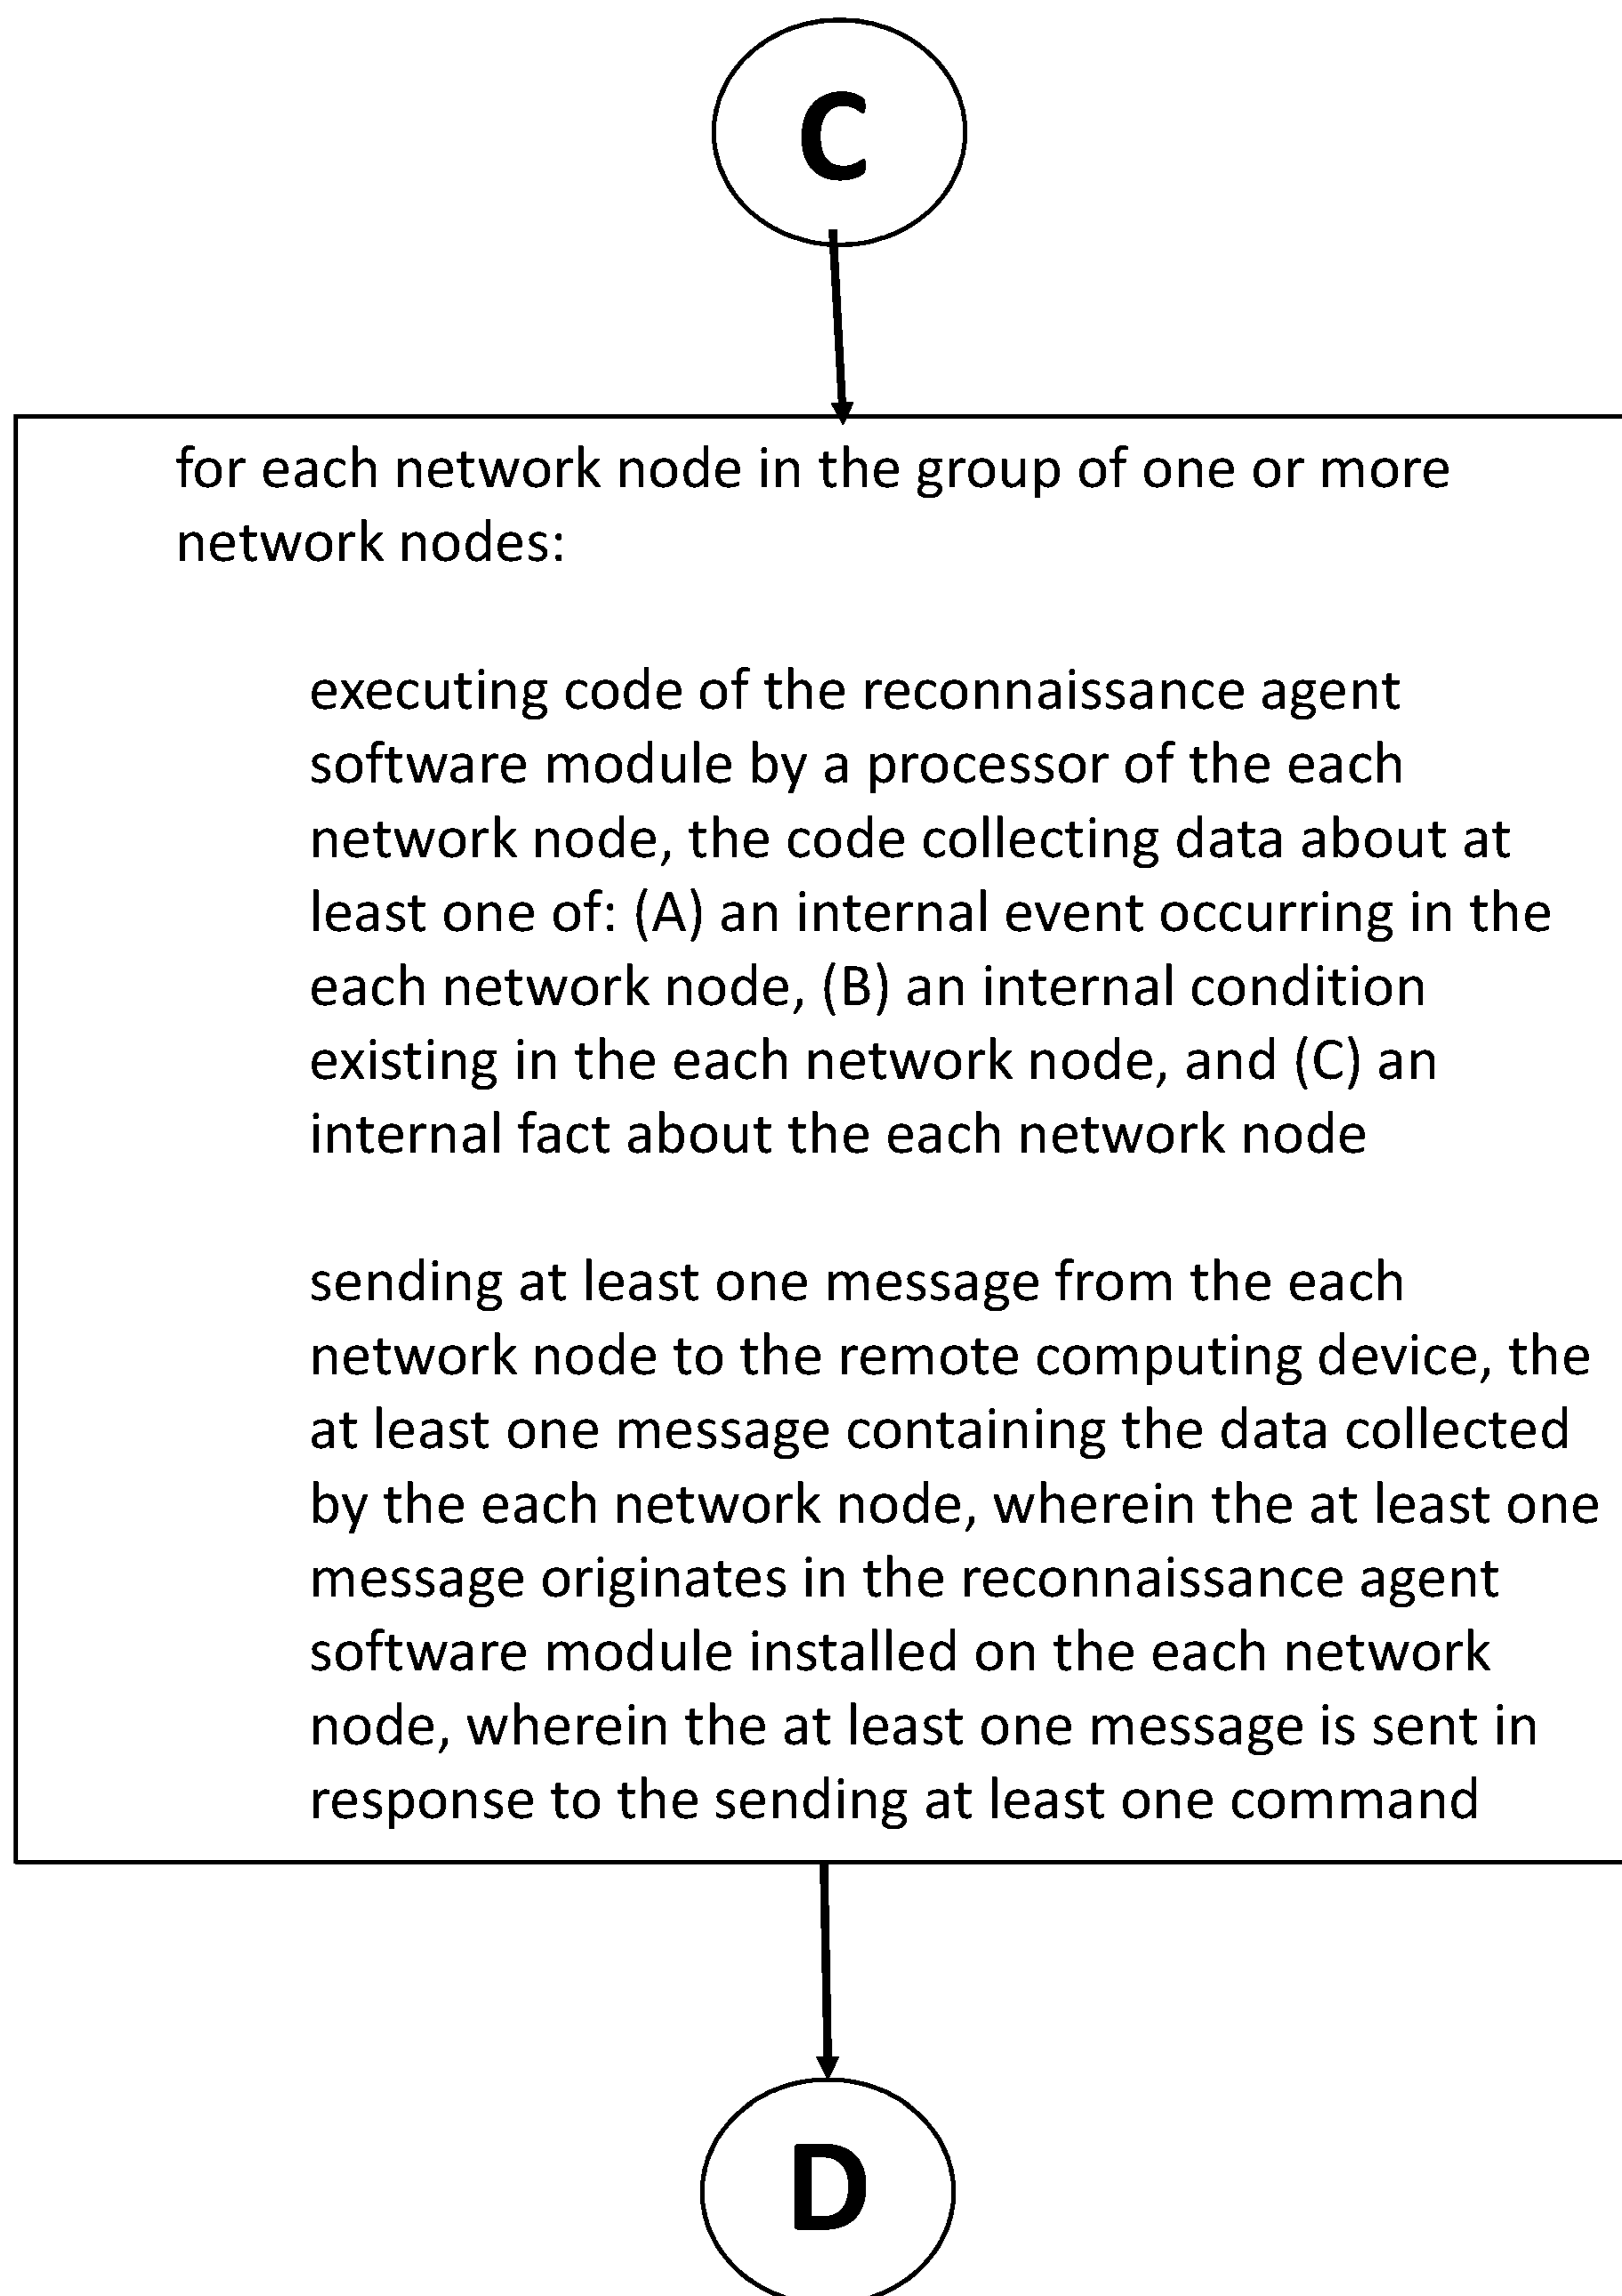 C
for each network node in the group of one or more
network nodes:
executing code of the reconnaissance agent
software module by a processor of the each
network node, the code collecting data about at
least one of: (A) an internal event occurring in the
each network node, (B) an internal condition
existing in the each network node, and (C) an
internal fact about the each network node
sending at least one message from the each
network node to the remote computing device, the
at least one message containing the data collected
by the each network node, wherein the at least one
message originates in the reconnaissance agent
software module installed on the each network
node, wherein the at least one message is sent in
response to the sending at least one command
D